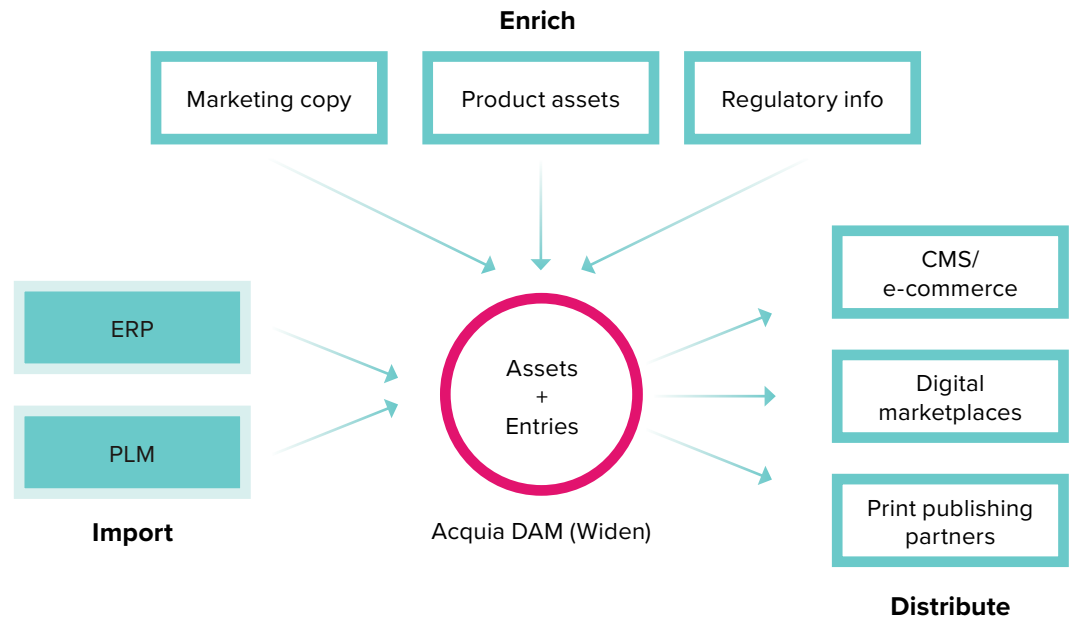 Enrich
Marketing copy
Product assets
Regulatory info
ERP
PLM
Import
Assets
+
Entries
Acquia DAM (Widen)
CMS/
e-commerce
Digital
marketplaces
Print publishing
partners
Distribute